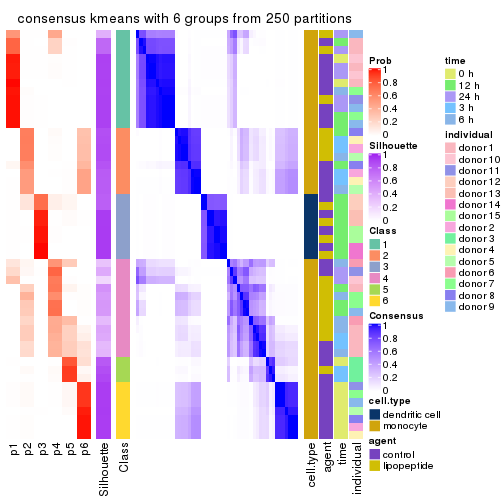 consensus kmeans with 6 groups from 250 partitions
Prob
1
0.8
0.6
0.4
0.2
0
Silhouette
1
0.8
0.6
0.4
0.2
0
Class
1
2
3
4
5
6
Consensus
1
0.8
0.6
0.4
0.2
0
cell.type
dendritic cell
monocyte
agent
control
lipopeptide
time
0 h
12 h
24 h
3 h
6 h
individual
donor 1
donor 10
donor 11
donor 12
donor 13
donor 14
donor 15
donor 2
donor 3
donor 4
donor 5
donor 6
donor 7
donor 8
donor 9
p1
p2
p3
p4
p5
p6
Silhouette
Class
cell.type
agent
time
individual